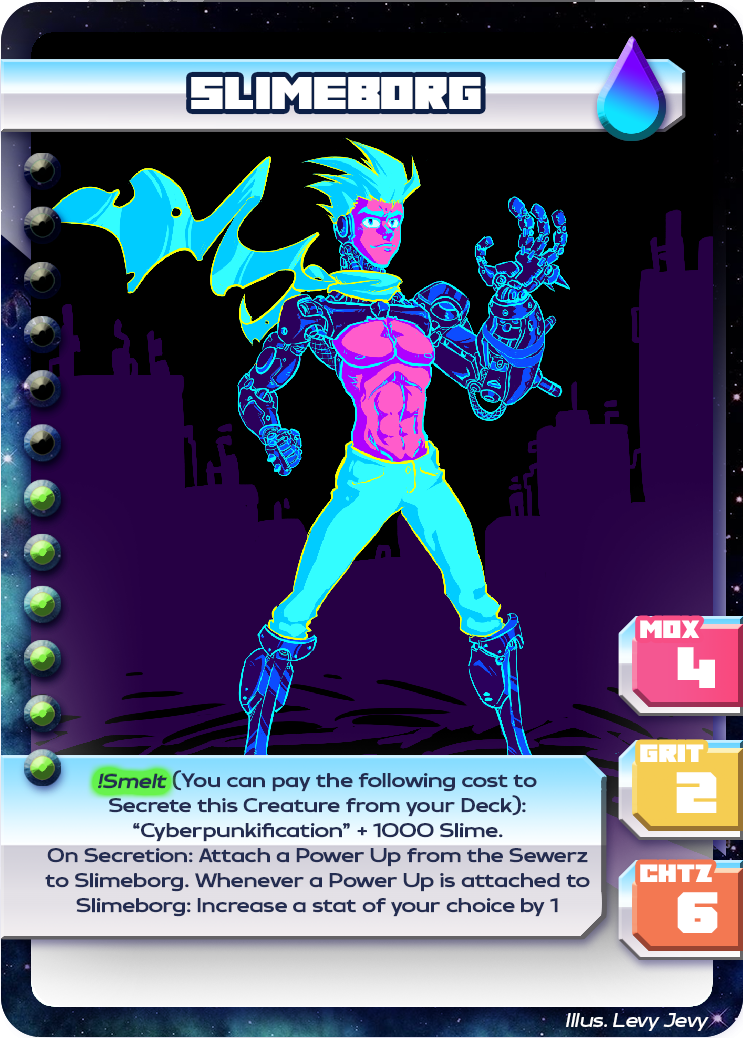 SLIMEBORG
MOX
4
GRIT
2
CHTZ
6
!Smelt (You can pay the following cost to
Secrete this Creature from your Deck):
“Cyberpunkification” + 1000 Slime.
On Secretion: Attach a Power Up from the Sewerz
to Slimeborg. Whenever a Power Up is attached to
Slimeborg: Increase a stat of your choice by 1
Illus. Levy Jevy